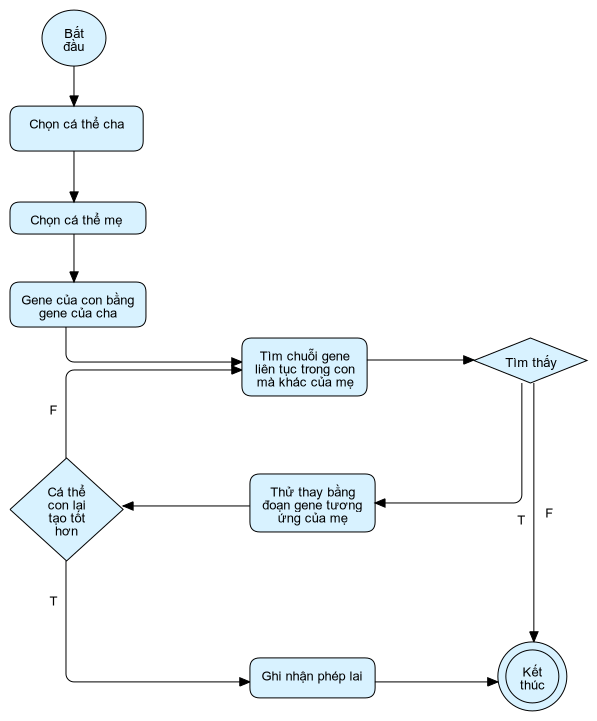 Bắt
đầu
Chọn cá thể cha
Chọn cá thể mẹ
Gene của con bằng
gene của cha
Tìm chuỗi gene
liên tục trong con
mà khác của mẹ
Tìm thấy
F
Cá thể
con lại
tạo tốt
hơn
Thử thay bằng
đoạn gene tương
ứng của mẹ
T
F
T
Ghi nhận phép lai
Kết
thúc